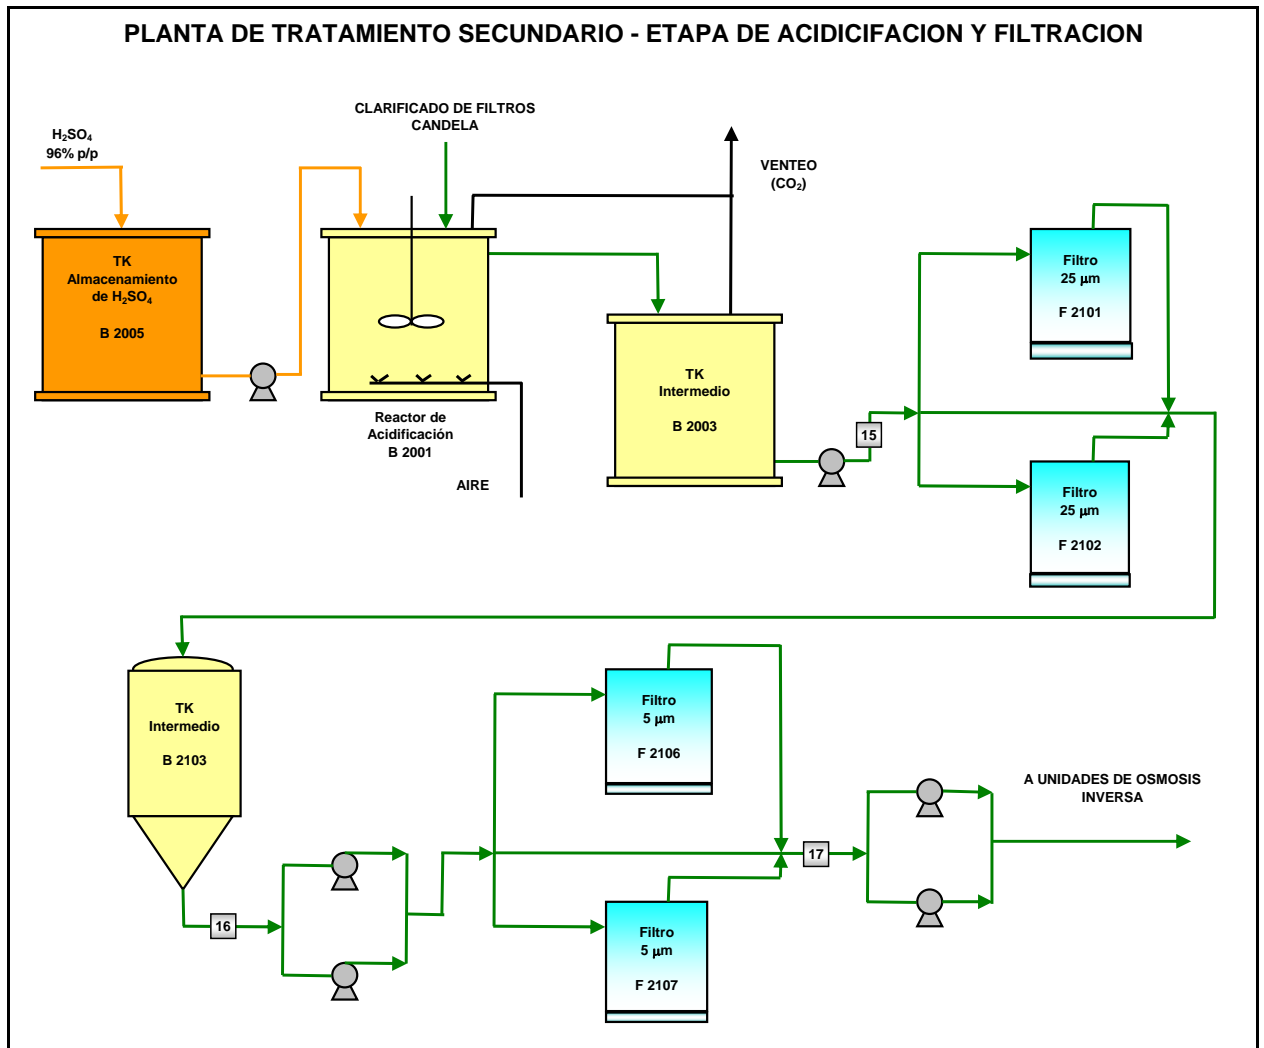 PLANTA DE TRATAMIENTO SECUNDARIO - ETAPA DE ACIDICIFACION Y FILTRACION
CLARIFICADO DE FILTROS
CANDELA
H₂SO₄
96% p/p
VENTEO
(CO₂)
TK
Almacenamiento
de H₂SO₄
B 2005
Filtro
25 µm
F 2101
TK
Intermedio
B 2003
Reactor de
Acidificación
B 2001
AIRE
15
Filtro
25 µm
F 2102
TK
Intermedio
B 2103
Filtro
5 µm
F 2106
A UNIDADES DE OSMOSIS
INVERSA
17
16
Filtro
5 µm
F 2107